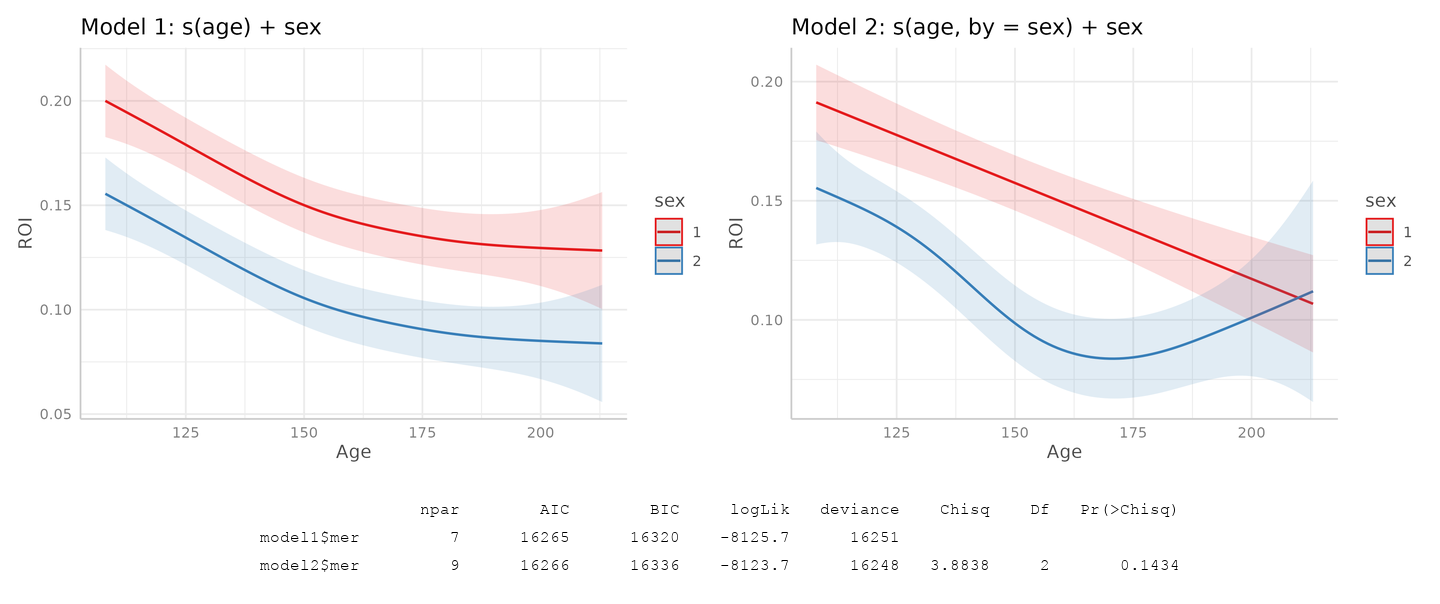 Model 1: s(age) + sex
0.20
0.15
0.10
0.05
ROI
125 150 175 200
Age
sex
1
2
Model 2: s(age, by = sex) + sex
0.20
0.15
0.10
ROI
125 150 175 200
Age
sex
1
2
npar AIC BIC logLik deviance Chisq Df Pr(>Chisq)
model1$mer 7 16265 16320 -8125.7 16251
model2$mer 9 16266 16336 -8123.7 16248 3.8838 2 0.1434